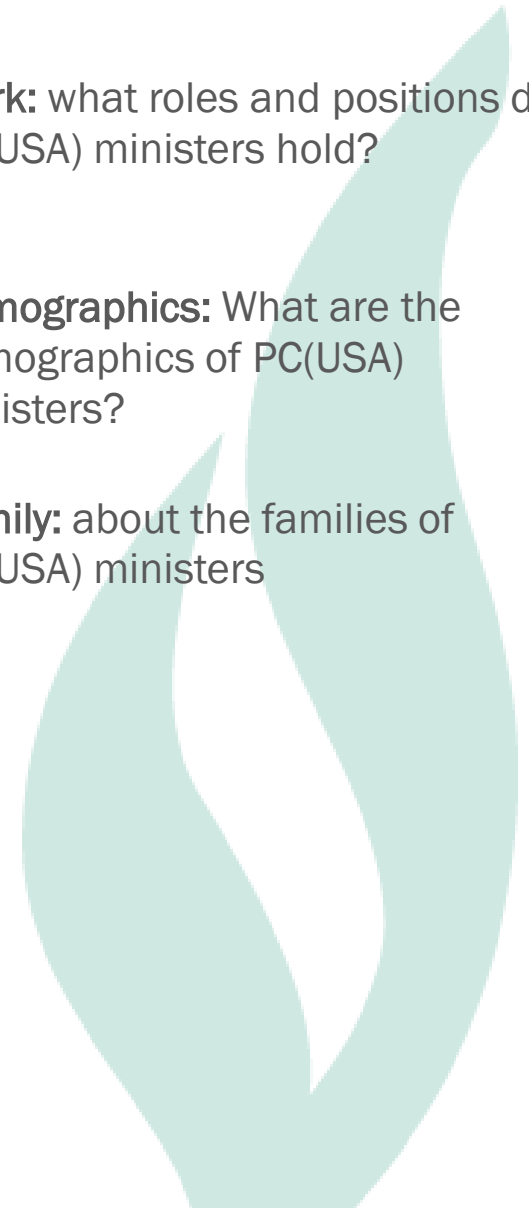 rk: what roles and positions d
USA) ministers hold?
mographics: What are the
mographics of PC(USA)
isters?
nily: about the families of
USA) ministers